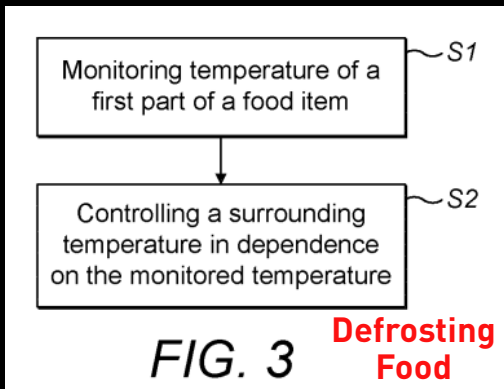 Monitoring temperature of a
first part of a food item
S1
Controlling a surrounding
temperature in dependence
on the monitored temperature
S2
FIG. 3
Defrosting
Food